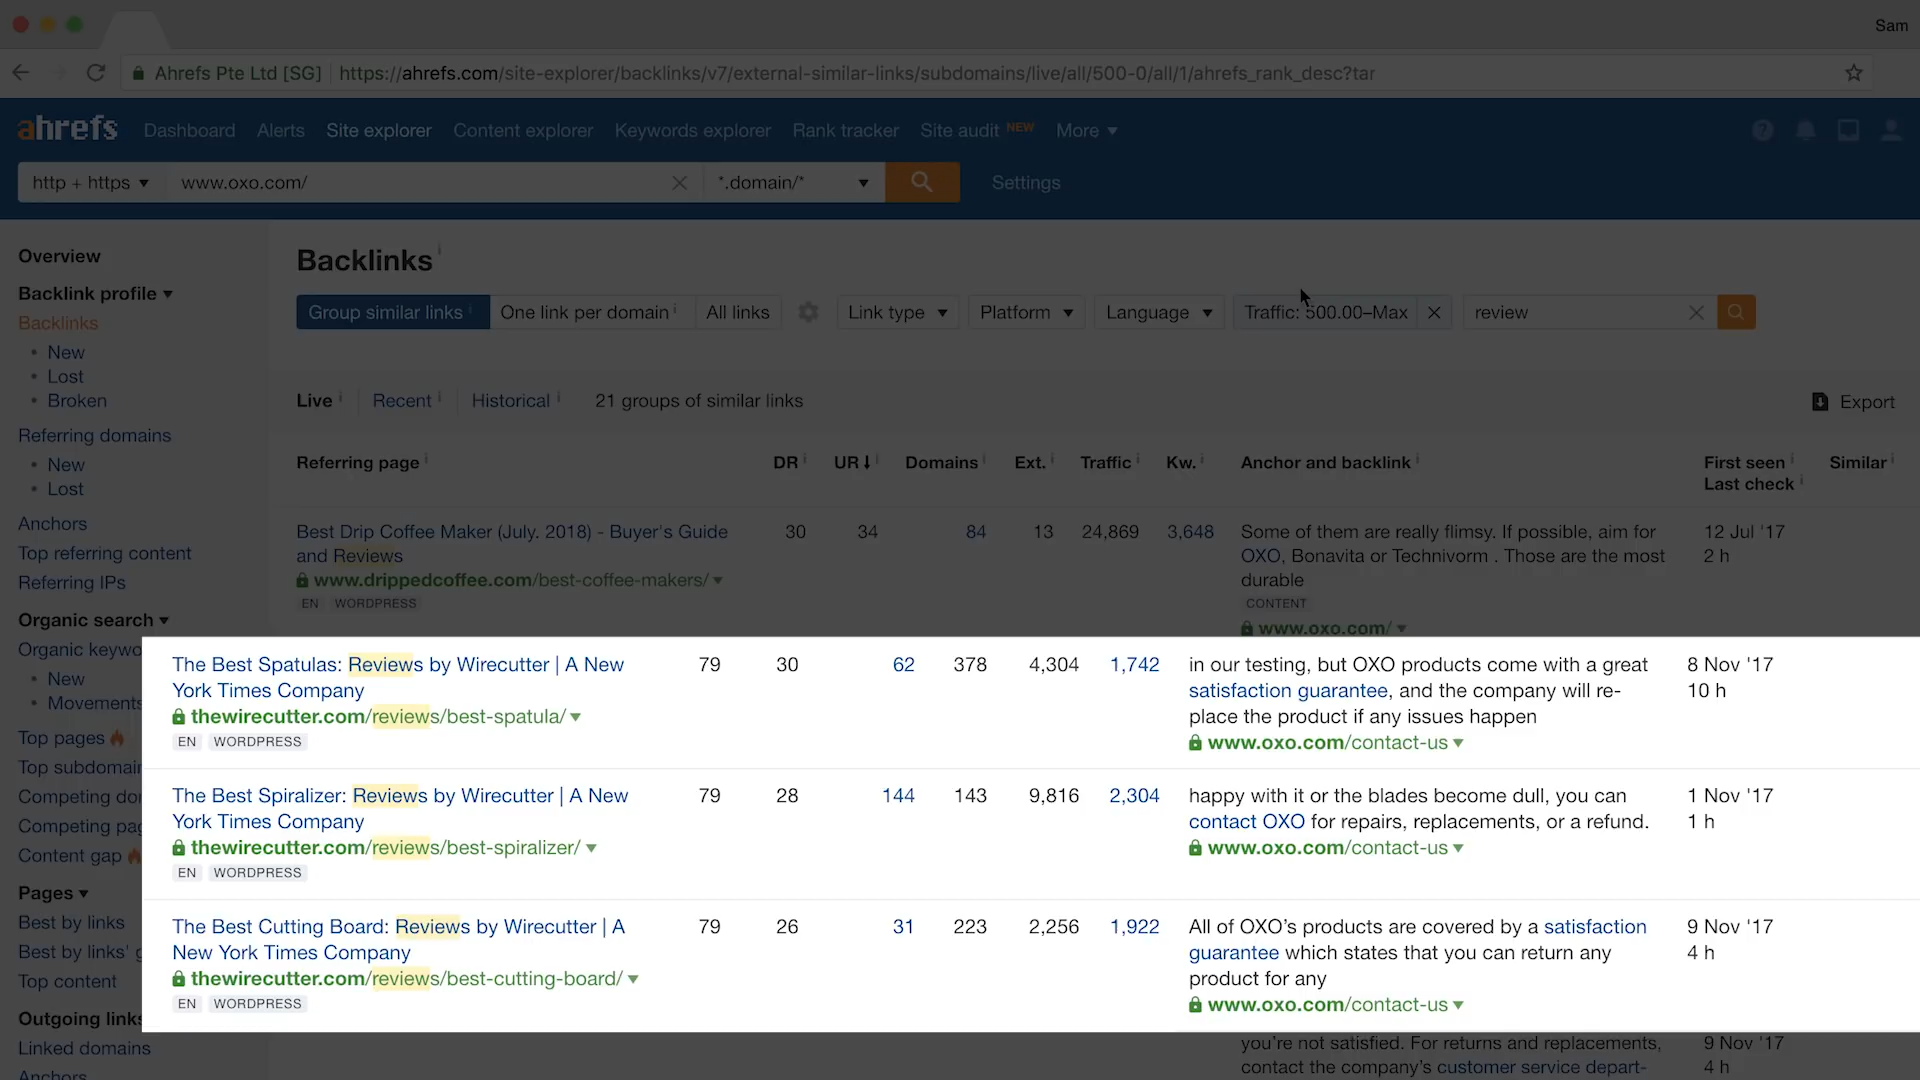 Sam
Ahrefs Pte Ltd [SG] https://ahrefs.com/site-explorer/backlinks/v7/external-similar-links/subdomains/live/all/500-0/all/1/ahrefs_rank_desc?tar
ahrefs Dashboard Alerts Site explorer Content explorer Keywords explorer Rank tracker Site audit NEW More
http + https www.oxo.com/ *.domain/* Settings
Overview
Backlink profile
Backlinks
New
Lost
Broken
Referring domains
New
Lost
Anchors
Top referring content
Referring IPs
Organic search
Organic keywo
New
Movements
Top pages
Top subdomain
Competing do
Competing pag
Content gap
Pages
Best by links
Best by links' g
Top content
Outgoing links
Linked domains
Anchors
Backlinks
Group similar links One link per domain All links Link type Platform Language Traffic: 500.00–Max review
Live Recent Historical 21 groups of similar links Export
Referring page DR UR Domains Ext. Traffic Kw. Anchor and backlink First seen Similar
Last check
Best Drip Coffee Maker (July. 2018) - Buyer's Guide 30 34 84 13 24,869 3,648 Some of them are really flimsy. If possible, aim for 12 Jul '17
and Reviews OXO, Bonavita or Technivorm . Those are the most 2 h
www.drippedcoffee.com/best-coffee-makers/ durable
EN WORDPRESS CONTENT
www.oxo.com/
The Best Spatulas: Reviews by Wirecutter | A New 79 30 62 378 4,304 1,742 in our testing, but OXO products come with a great 8 Nov '17
York Times Company satisfaction guarantee, and the company will re- 10 h
thewirecutter.com/reviews/best-spatula/ place the product if any issues happen
EN WORDPRESS www.oxo.com/contact-us
The Best Spiralizer: Reviews by Wirecutter | A New 79 28 144 143 9,816 2,304 happy with it or the blades become dull, you can 1 Nov '17
York Times Company contact OXO for repairs, replacements, or a refund. 1 h
thewirecutter.com/reviews/best-spiralizer/ www.oxo.com/contact-us
EN WORDPRESS
The Best Cutting Board: Reviews by Wirecutter | A 79 26 31 223 2,256 1,922 All of OXO’s products are covered by a satisfaction 9 Nov '17
New York Times Company guarantee which states that you can return any 4 h
thewirecutter.com/reviews/best-cutting-board/ product for any
EN WORDPRESS www.oxo.com/contact-us
you’re not satisfied. For returns and replacements, 9 Nov '17
contact the company’s customer service depart- 4 h